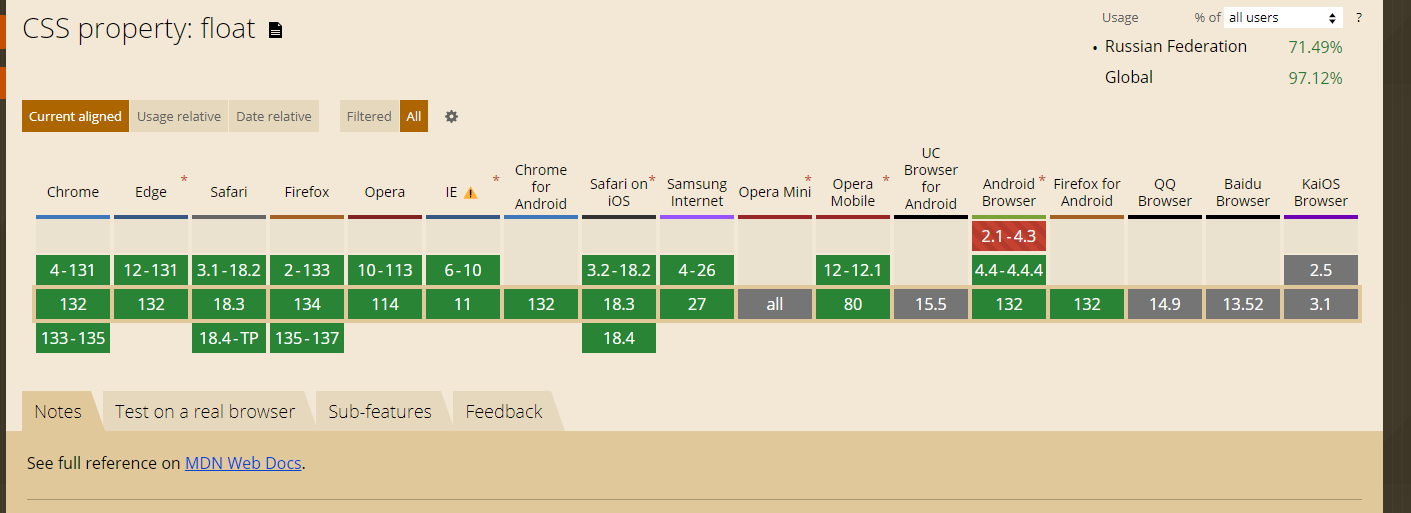 CSS property: float
Usage % of all users ?
• Russian Federation 71.49%
Global 97.12%
Current aligned Usage relative Date relative Filtered All
Chrome Edge * Safari Firefox Opera IE * Chrome for Android Safari on iOS * Samsung Internet Opera Mini * Opera Mobile * UC Browser for Android Android Browser * Firefox for Android QQ Browser Baidu Browser KaiOS Browser
2.1-4.3
4-131 12-131 3.1-18.2 2-133 10-113 6-10 3.2-18.2 4-26 12-12.1 4.4-4.4.4 2.5
132 132 18.3 134 114 11 132 18.3 27 all 80 15.5 132 132 14.9 13.52 3.1
133-135 18.4-TP 135-137 18.4
Notes Test on a real browser Sub-features Feedback
See full reference on MDN Web Docs.